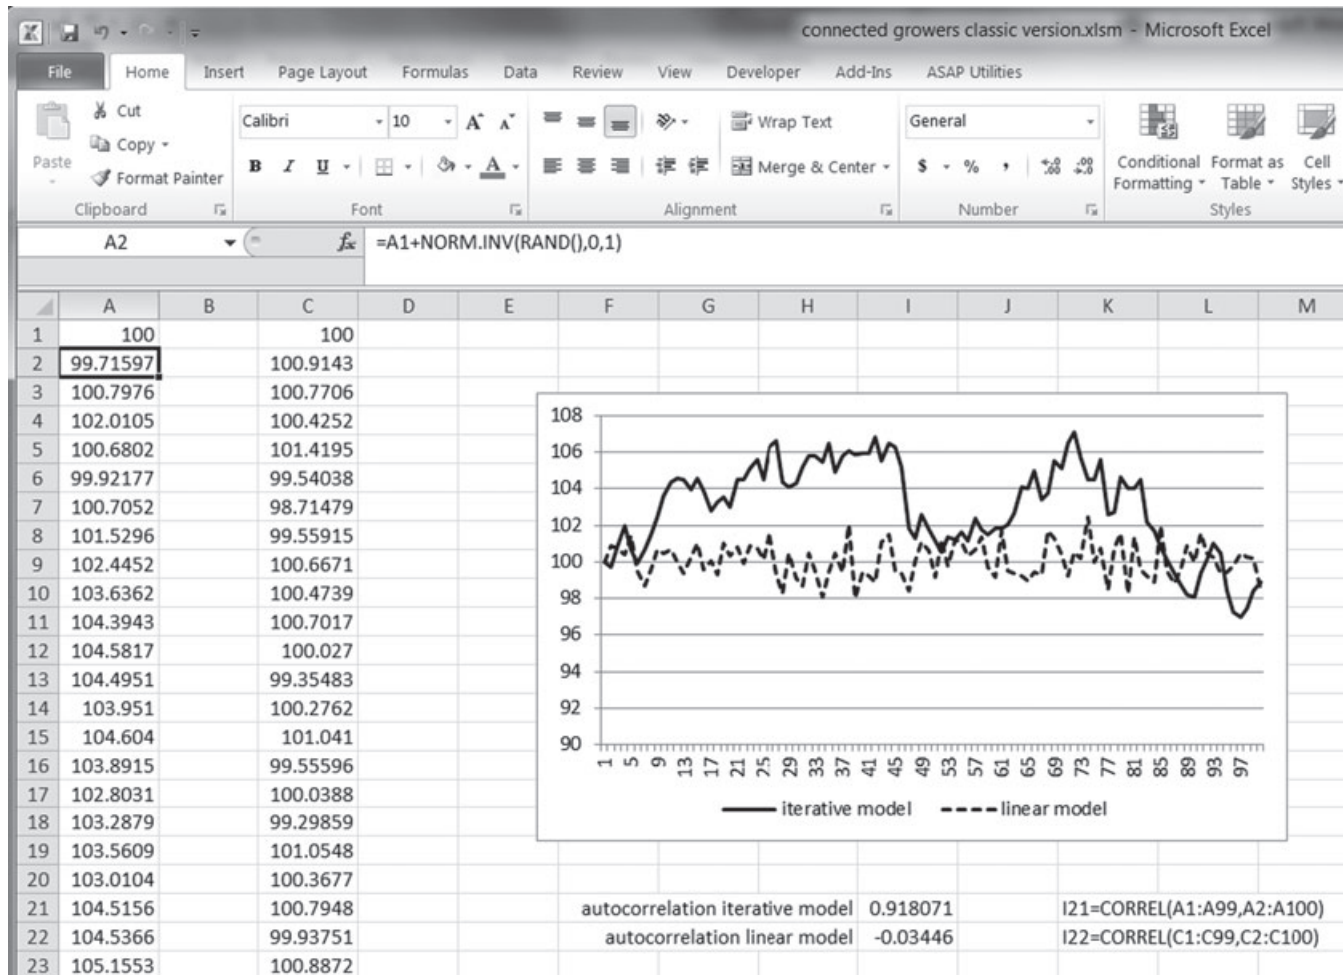 connected growers classic version.xlsm - Microsoft Excel
File Home Insert Page Layout Formulas Data Review View Developer Add-Ins ASAP Utilities
Paste
Cut
Copy
Format Painter
Clipboard
Calibri 10 A A
B I U A
Font
Wrap Text
Merge & Center
Alignment
General
$ % ,
Number
Conditional Formatting
Format as Table
Cell Styles
Styles
A2 fx =A1+NORM.INV(RAND(),0,1)
A B C D E F G H I J K L M
1 100 100
2 99.71597 100.9143
3 100.7976 100.7706
4 102.0105 100.4252
5 100.6802 101.4195
6 99.92177 99.54038
7 100.7052 98.71479
8 101.5296 99.55915
9 102.4452 100.6671
10 103.6362 100.4739
11 104.3943 100.7017
12 104.5817 100.027
13 104.4951 99.35483
14 103.951 100.2762
15 104.604 101.041
16 103.8915 99.55596
17 102.8031 100.0388
18 103.2879 99.29859
19 103.5609 101.0548
20 103.0104 100.3677
21 104.5156 100.7948 autocorrelation iterative model 0.918071 I21=CORREL(A1:A99,A2:A100)
22 104.5366 99.93751 autocorrelation linear model -0.03446 I22=CORREL(C1:C99,C2:C100)
23 105.1553 100.8872
108
106
104
102
100
98
96
94
92
90
1 5 9 13 17 21 25 29 33 37 41 45 49 53 57 61 65 69 73 77 81 85 89 93 97
iterative model linear model